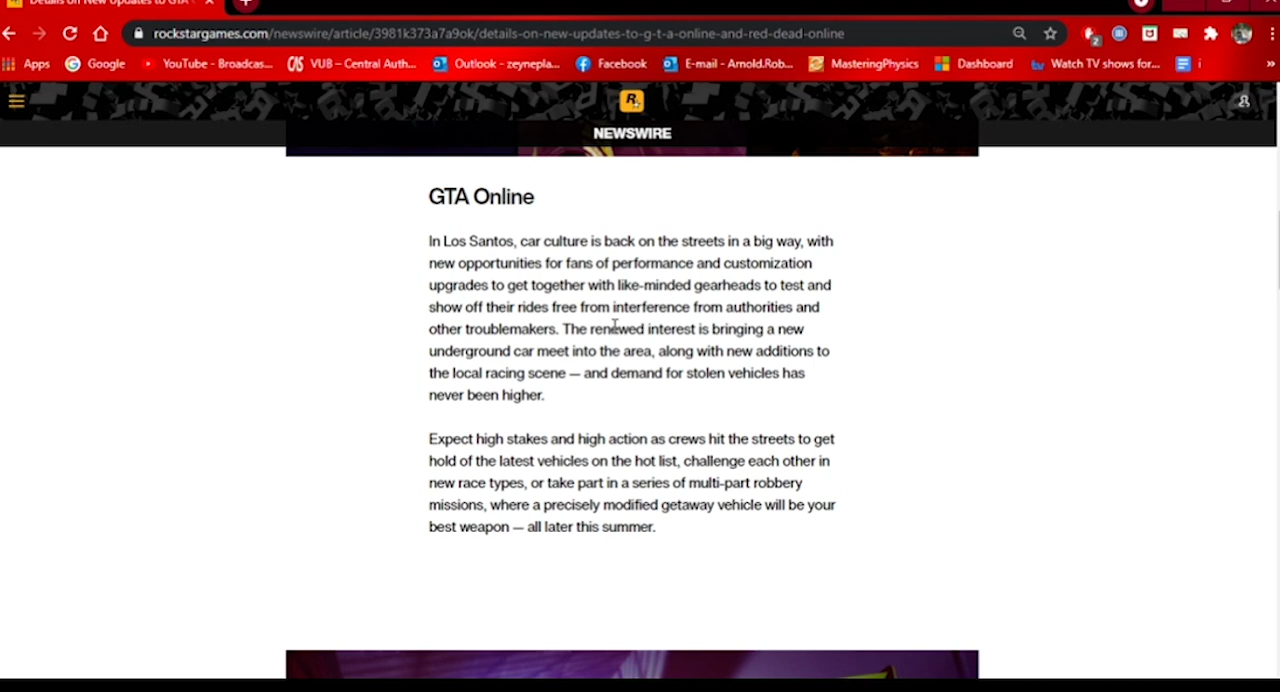 Details on New Updates to GTA
rockstargames.com/newswire/article/3981k373a7a9ok/details-on-new-updates-to-g-t-a-online-and-red-dead-online
2
Apps Google YouTube - Broadcas... VUB – Central Auth... Outlook - zeynepla... Facebook E-mail - Arnold.Rob... MasteringPhysics Dashboard Watch TV shows for... i »
R
NEWSWIRE
GTA Online
In Los Santos, car culture is back on the streets in a big way, with
new opportunities for fans of performance and customization
upgrades to get together with like-minded gearheads to test and
show off their rides free from interference from authorities and
other troublemakers. The renewed interest is bringing a new
underground car meet into the area, along with new additions to
the local racing scene — and demand for stolen vehicles has
never been higher.
Expect high stakes and high action as crews hit the streets to get
hold of the latest vehicles on the hot list, challenge each other in
new race types, or take part in a series of multi-part robbery
missions, where a precisely modified getaway vehicle will be your
best weapon — all later this summer.